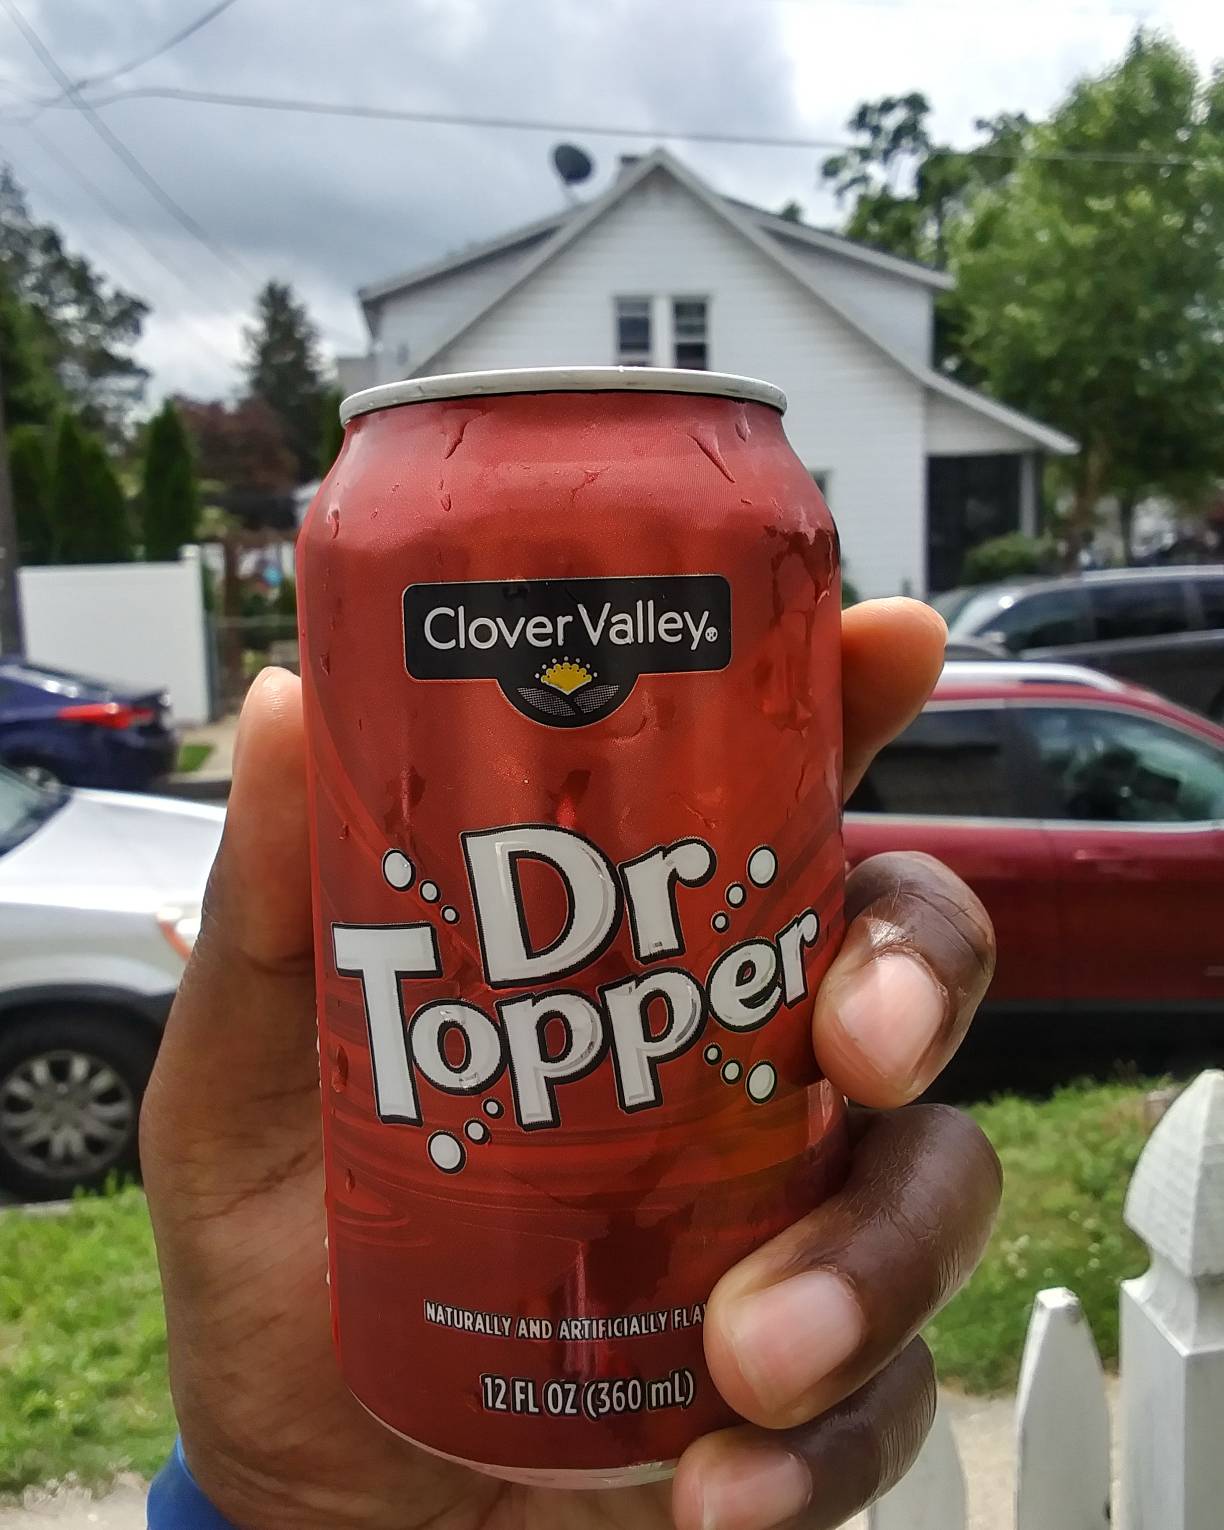 Clover Valley®
Dr
Topper
NATURALLY AND ARTIFICIALLY
12 FL OZ (360 mL)